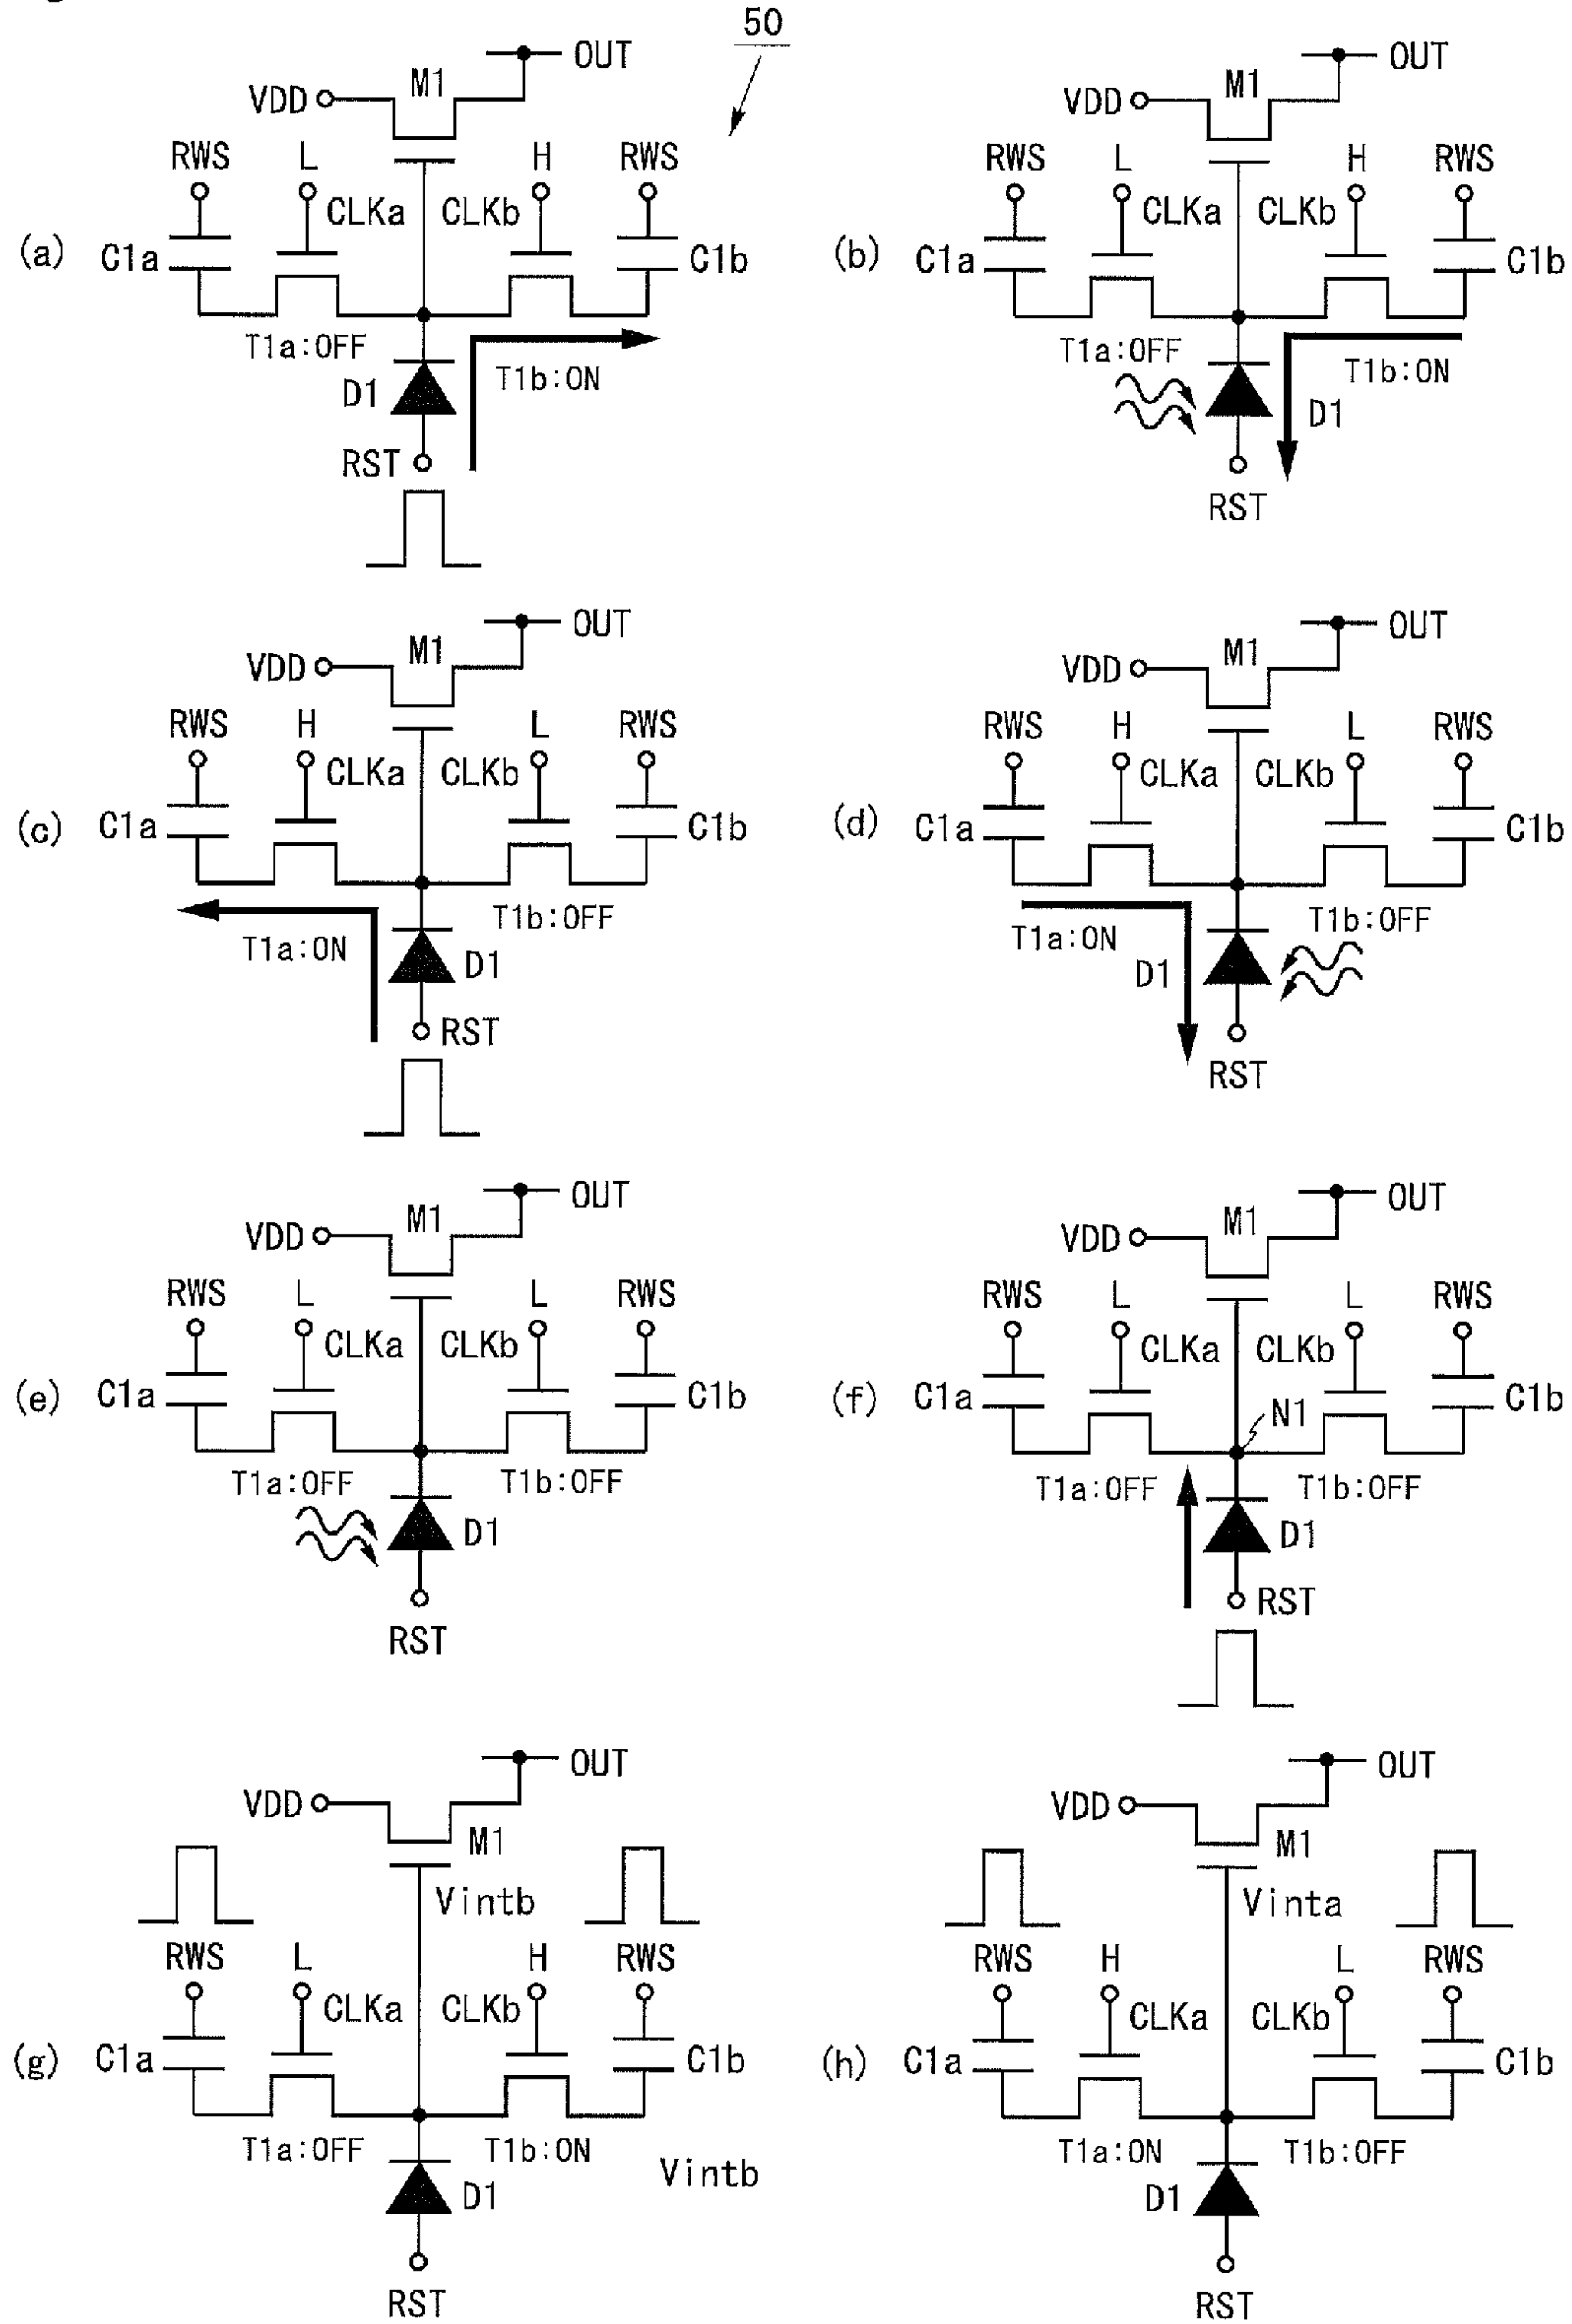 50
OUT
M1
VDD
RWS L H RWS
CLKa CLKb
(a) C1a C1b
T1a:OFF
T1b:ON
D1
RST
OUT
M1
VDD
RWS L H RWS
CLKa CLKb
(b) C1a C1b
T1a:OFF
T1b:ON
D1
RST
OUT
M1
VDD
RWS H L RWS
CLKa CLKb
(c) C1a C1b
T1b:OFF
T1a:ON
D1
RST
OUT
M1
VDD
RWS H L RWS
CLKa CLKb
(d) C1a C1b
T1b:OFF
T1a:ON
D1
RST
OUT
M1
VDD
RWS L L RWS
CLKa CLKb
(e) C1a C1b
T1a:OFF T1b:OFF
D1
RST
OUT
M1
VDD
RWS L L RWS
CLKa CLKb
(f) C1a C1b
N1
T1a:OFF T1b:OFF
D1
RST
OUT
VDD
M1
Vintb
RWS L H RWS
CLKa CLKb
(g) C1a C1b
T1a:OFF T1b:ON
Vintb
D1
RST
OUT
VDD
M1
Vinta
RWS H L RWS
CLKa CLKb
(h) C1a C1b
T1a:ON T1b:OFF
D1
RST